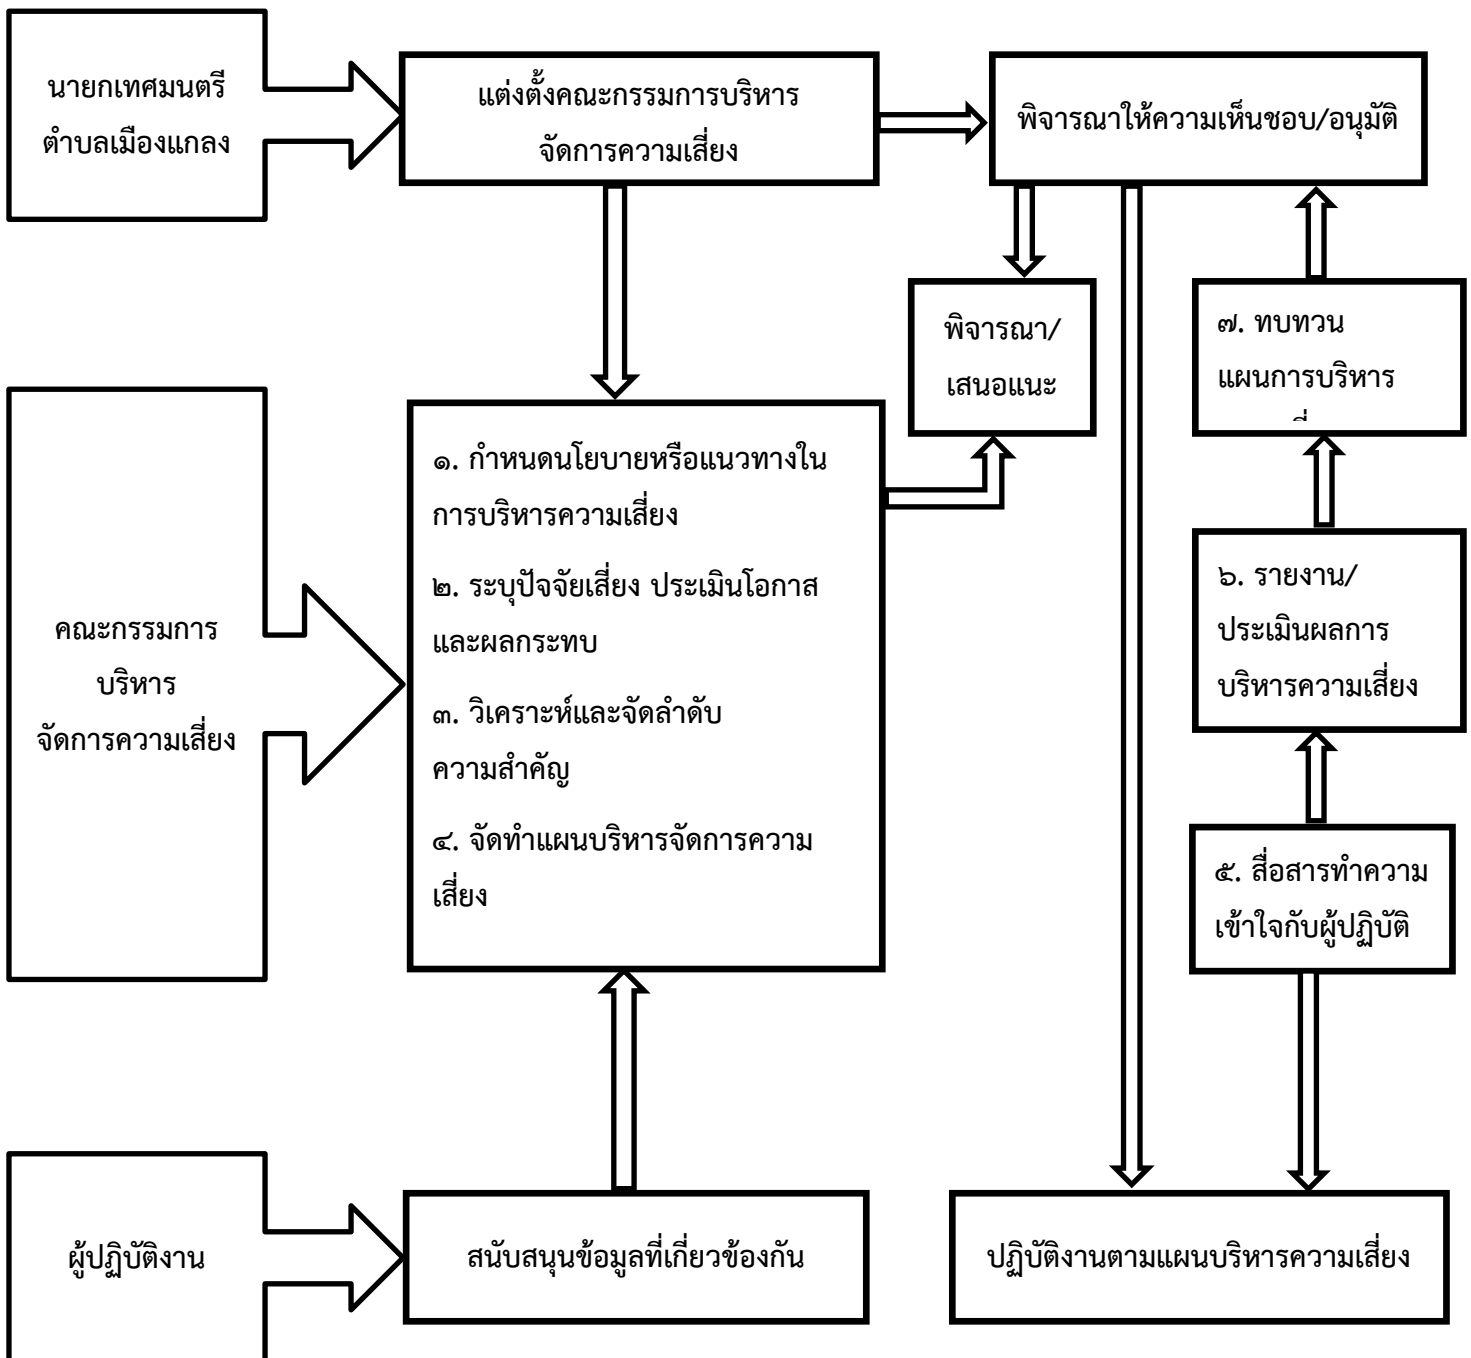 นายกเทศมนตรี
ตำบลเมืองแกลง
แต่งตั้งคณะกรรมการบริหาร
จัดการความเสี่ยง
พิจารณาให้ความเห็นชอบ/อนุมัติ
พิจารณา/
เสนอแนะ
๗. ทบทวน
แผนการบริหาร
คณะกรรมการ
บริหาร
จัดการความเสี่ยง
๑. กำหนดนโยบายหรือแนวทางใน
การบริหารความเสี่ยง
๒. ระบุปัจจัยเสี่ยง ประเมินโอกาส
และผลกระทบ
๓. วิเคราะห์และจัดลำดับ
ความสำคัญ
๔. จัดทำแผนบริหารจัดการความ
เสี่ยง
๖. รายงาน/
ประเมินผลการ
บริหารความเสี่ยง
๕. สื่อสารทำความ
เข้าใจกับผู้ปฏิบัติ
ผู้ปฏิบัติงาน
สนับสนุนข้อมูลที่เกี่ยวข้องกัน
ปฏิบัติงานตามแผนบริหารความเสี่ยง